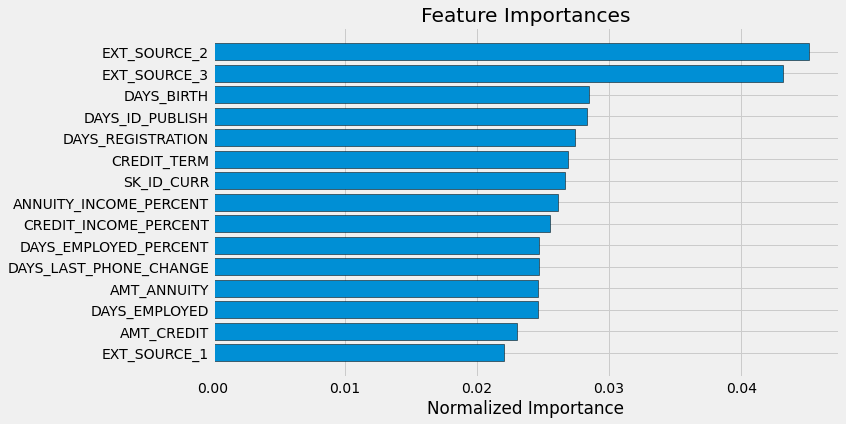 Feature Importances
EXT_SOURCE_2
EXT_SOURCE_3
DAYS_BIRTH
DAYS_ID_PUBLISH
DAYS_REGISTRATION
CREDIT_TERM
SK_ID_CURR
ANNUITY_INCOME_PERCENT
CREDIT_INCOME_PERCENT
DAYS_EMPLOYED_PERCENT
DAYS_LAST_PHONE_CHANGE
AMT_ANNUITY
DAYS_EMPLOYED
AMT_CREDIT
EXT_SOURCE_1
0.00 0.01 0.02 0.03 0.04
Normalized Importance